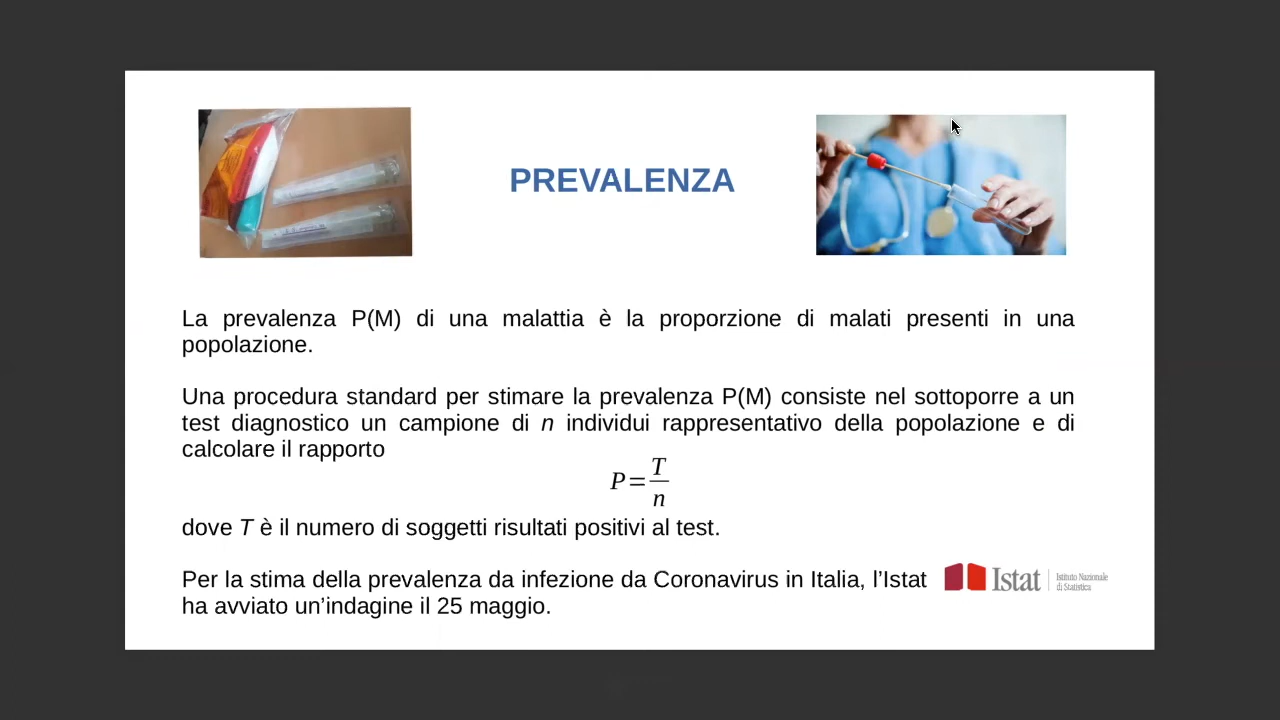 PREVALENZA
La prevalenza P(M) di una malattia è la proporzione di malati presenti in una
popolazione.
Una procedura standard per stimare la prevalenza P(M) consiste nel sottoporre a un
test diagnostico un campione di n individui rappresentativo della popolazione e di
calcolare il rapporto
P=T/n
dove T è il numero di soggetti risultati positivi al test.
Per la stima della prevalenza da infezione da Coronavirus in Italia, l’Istat
ha avviato un’indagine il 25 maggio.
Istat
Istituto Nazionale
di Statistica